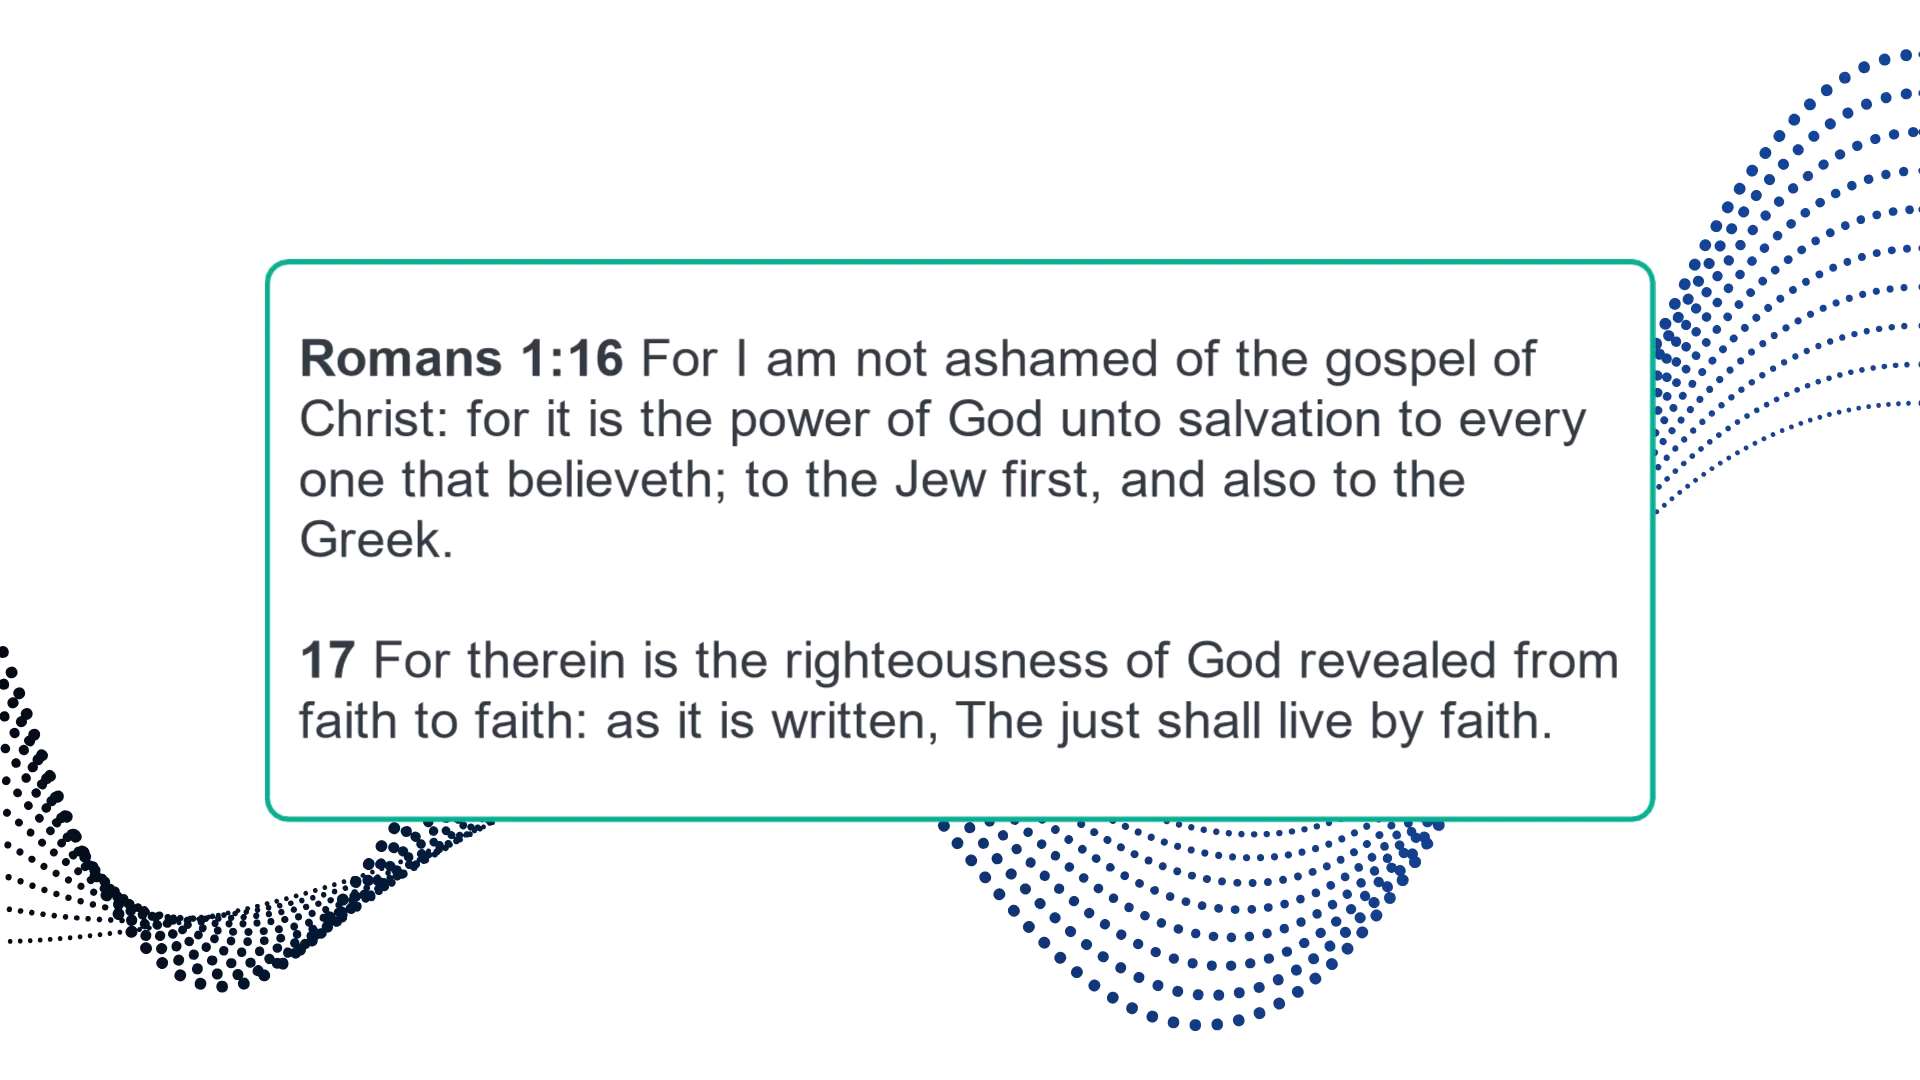 Romans 1:16 For I am not ashamed of the gospel of
Christ: for it is the power of God unto salvation to every
one that believeth; to the Jew first, and also to the
Greek.
17 For therein is the righteousness of God revealed from
faith to faith: as it is written, The just shall live by faith.